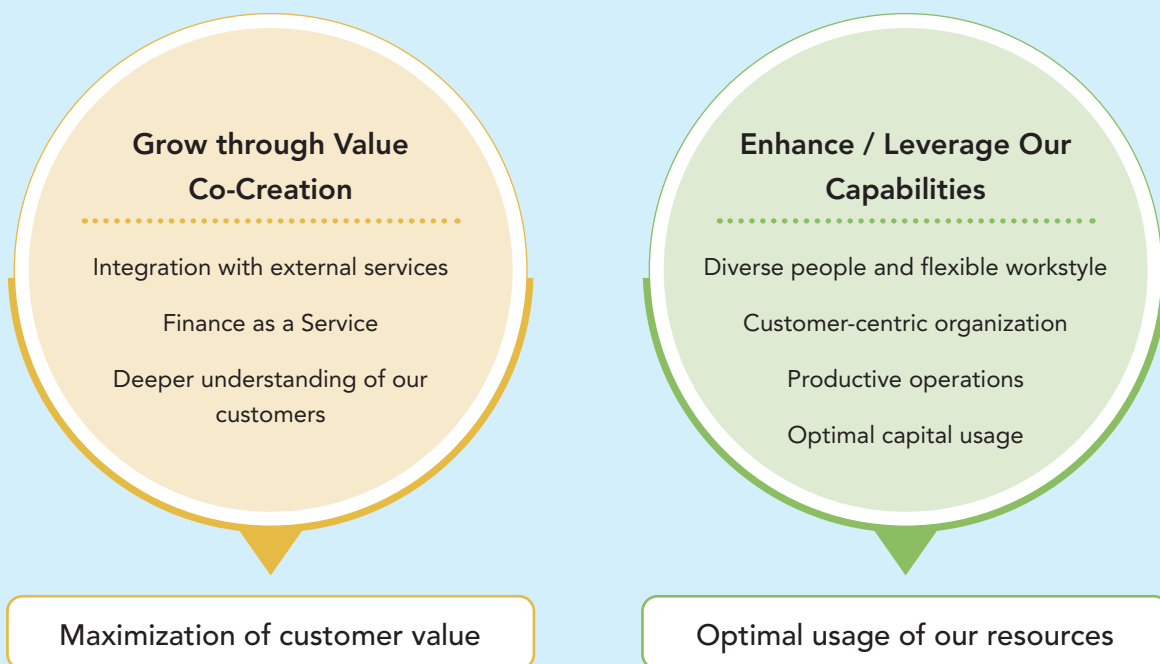 Grow through Value
Co-Creation
Integration with external services
Finance as a Service
Deeper understanding of our
customers
Maximization of customer value
Enhance / Leverage Our
Capabilities
Diverse people and flexible workstyle
Customer-centric organization
Productive operations
Optimal capital usage
Optimal usage of our resources